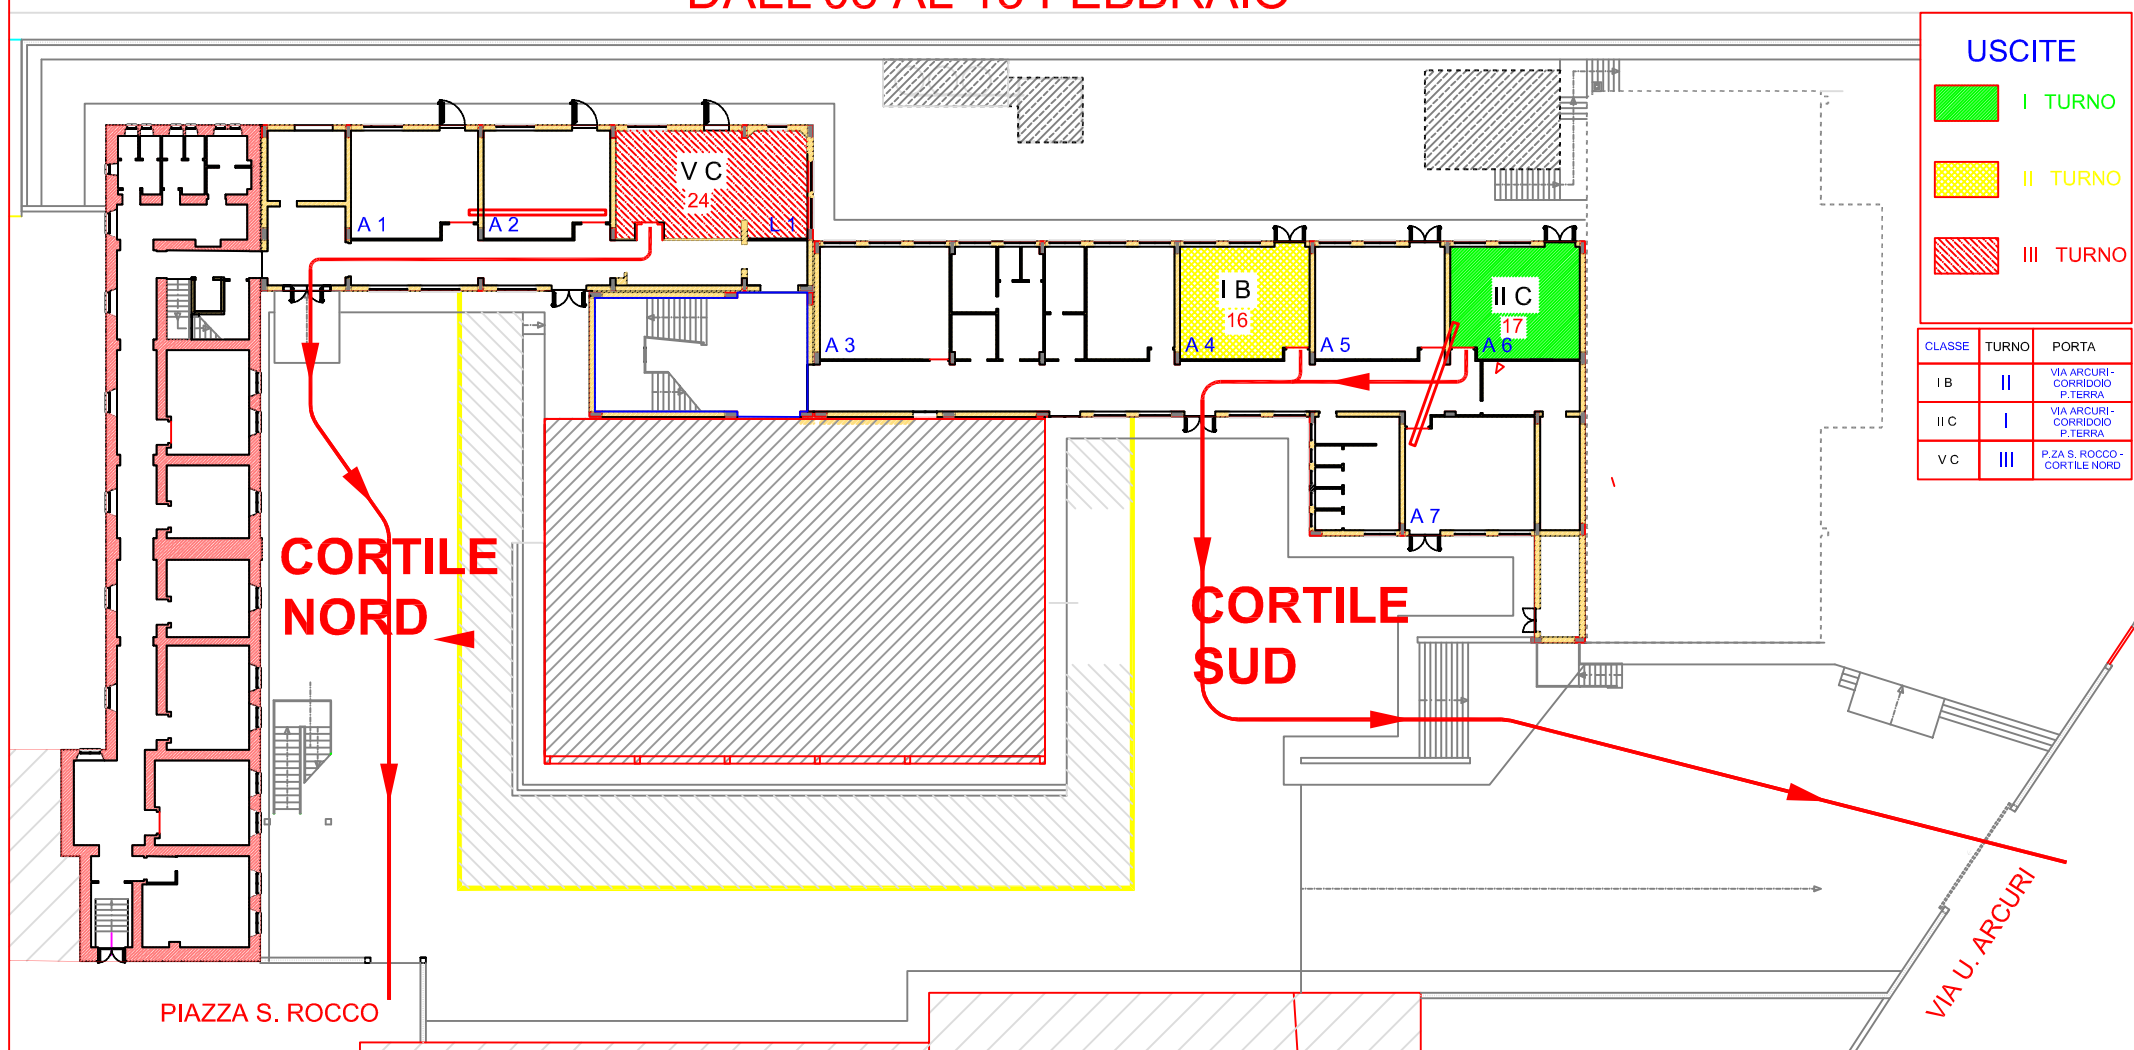 USCITE
I TURNO
II TURNO
III TURNO
CLASSE TURNO PORTA
I B II VIA ARCURI -
CORRIDOIO
P.TERRA
II C I VIA ARCURI -
CORRIDOIO
P.TERRA
V C III P.ZA S. ROCCO -
CORTILE NORD
V C
24
A 1
A 2
L 1
I B
16
II C
17
A 3
A 4
A 5
A 6
A 7
CORTILE
NORD
CORTILE
SUD
PIAZZA S. ROCCO
VIA U. ARCURI